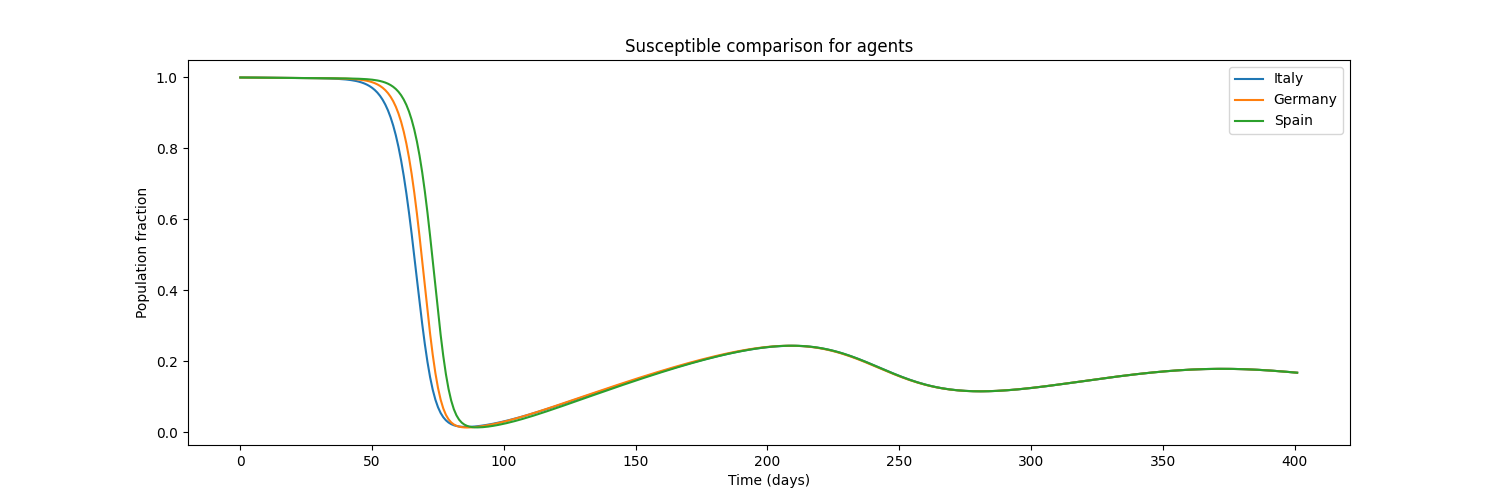 Susceptible comparison for agents
Italy
Germany
Spain
Population fraction
1.0
0.8
0.6
0.4
0.2
0.0
0 50 100 150 200 250 300 350 400
Time (days)